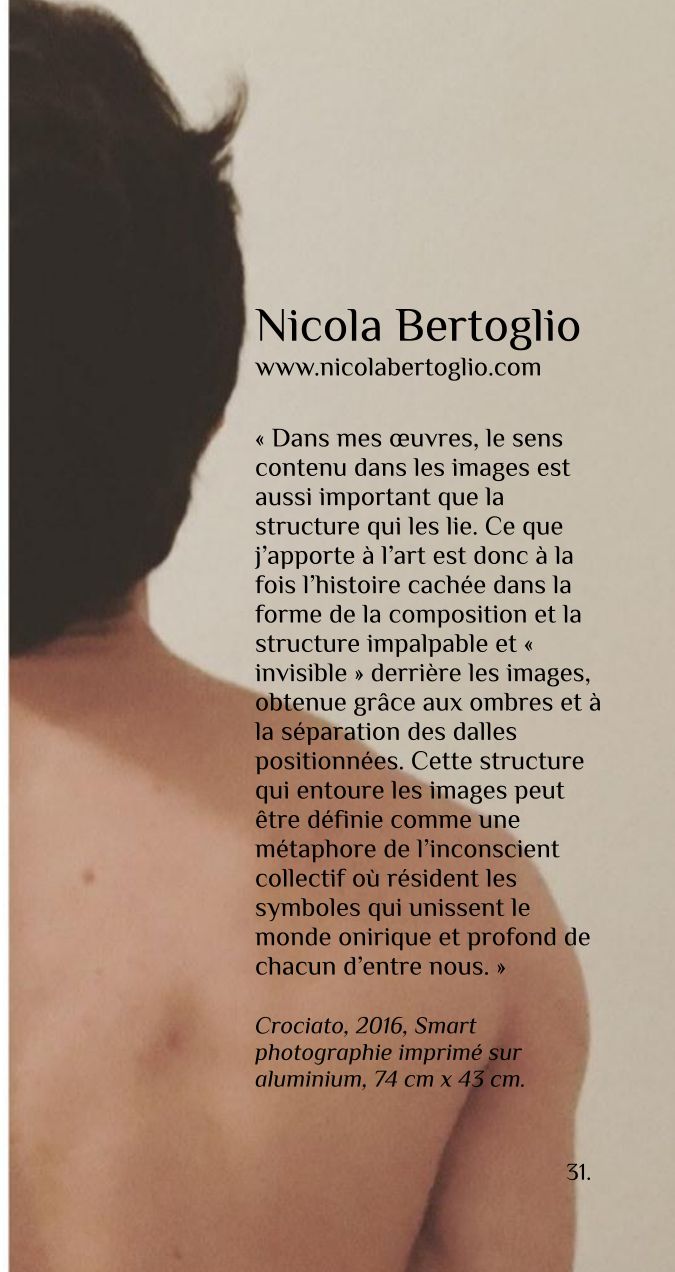 Nicola Bertoglio
www.nicolabertoglio.com
« Dans mes œuvres, le sens
contenu dans les images est
aussi important que la
structure qui les lie. Ce que
j’apporte à l’art est donc à la
fois l’histoire cachée dans la
forme de la composition et la
structure impalpable et «
invisible » derrière les images,
obtenue grâce aux ombres et à
la séparation des dalles
positionnées. Cette structure
qui entoure les images peut
être définie comme une
métaphore de l’inconscient
collectif où résident les
symboles qui unissent le
monde onirique et profond de
chacun d’entre nous. »
Crociato, 2016, Smart
photographie imprimé sur
aluminium, 74 cm x 43 cm.
31.